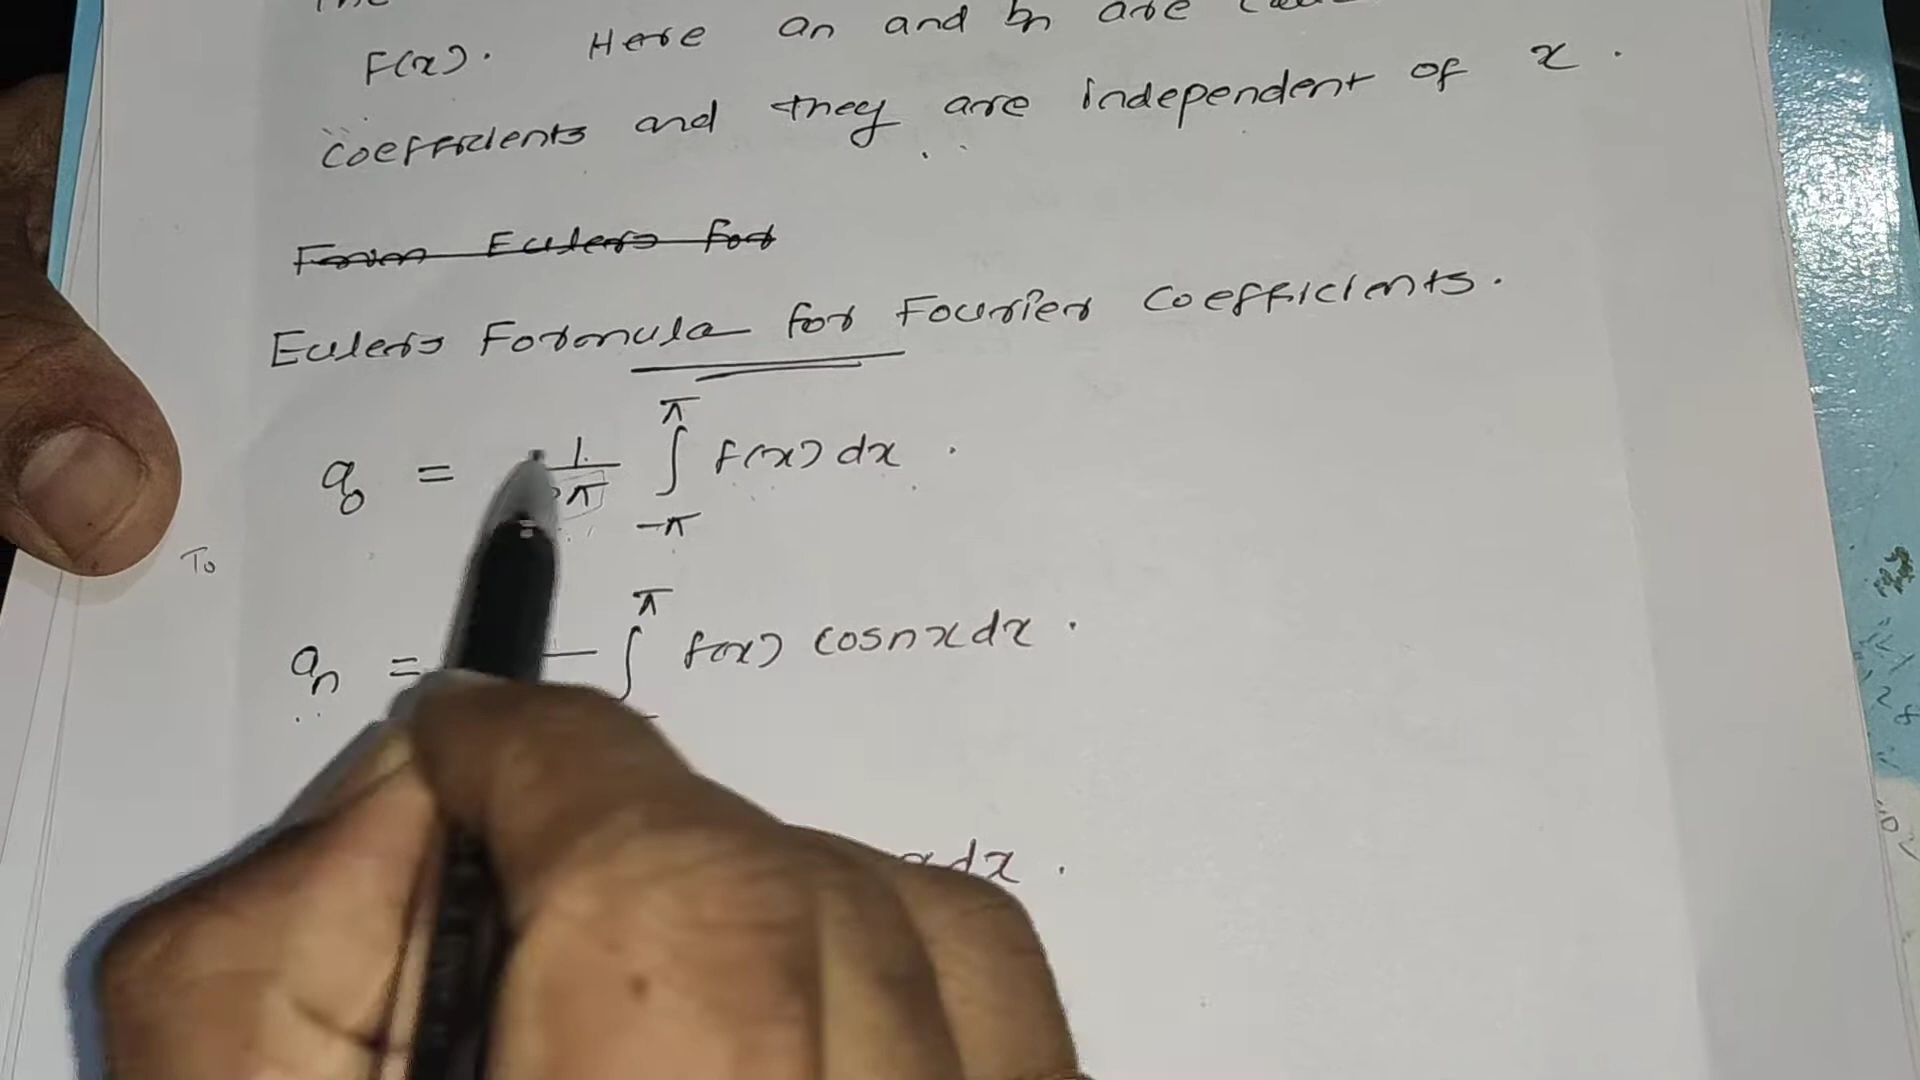 The
F(x). Here an and bn are
coefficients and they are independent of x.
Eulers For
Eulers Formula for Fourier Coefficients.
a0 = 1/2π ∫_{-π}^{π} f(x) dx.
To
an = ∫^{π} f(x) cosnx dx.
dx.